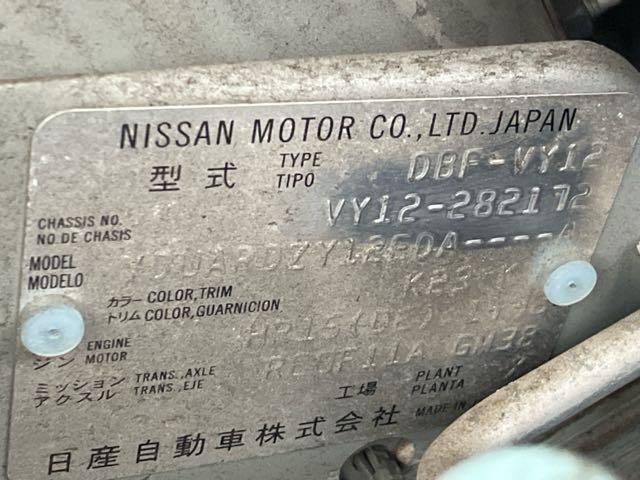 NISSAN MOTOR CO.,LTD.JAPAN
型式 TYPE TIPO DBF-VY12
CHASSIS NO. NO.DE CHASIS VY12-282172
MODEL MODELO
カラー COLOR,TRIM
トリム COLOR,GUARNICION K23
ENGINE MOTOR HR15(DE
ミッション TRANS.,AXLE
アクスル TRANS.,EJE RE0F11A GH38
工場 PLANT PLANTA
日産自動車株式会社 MADE IN